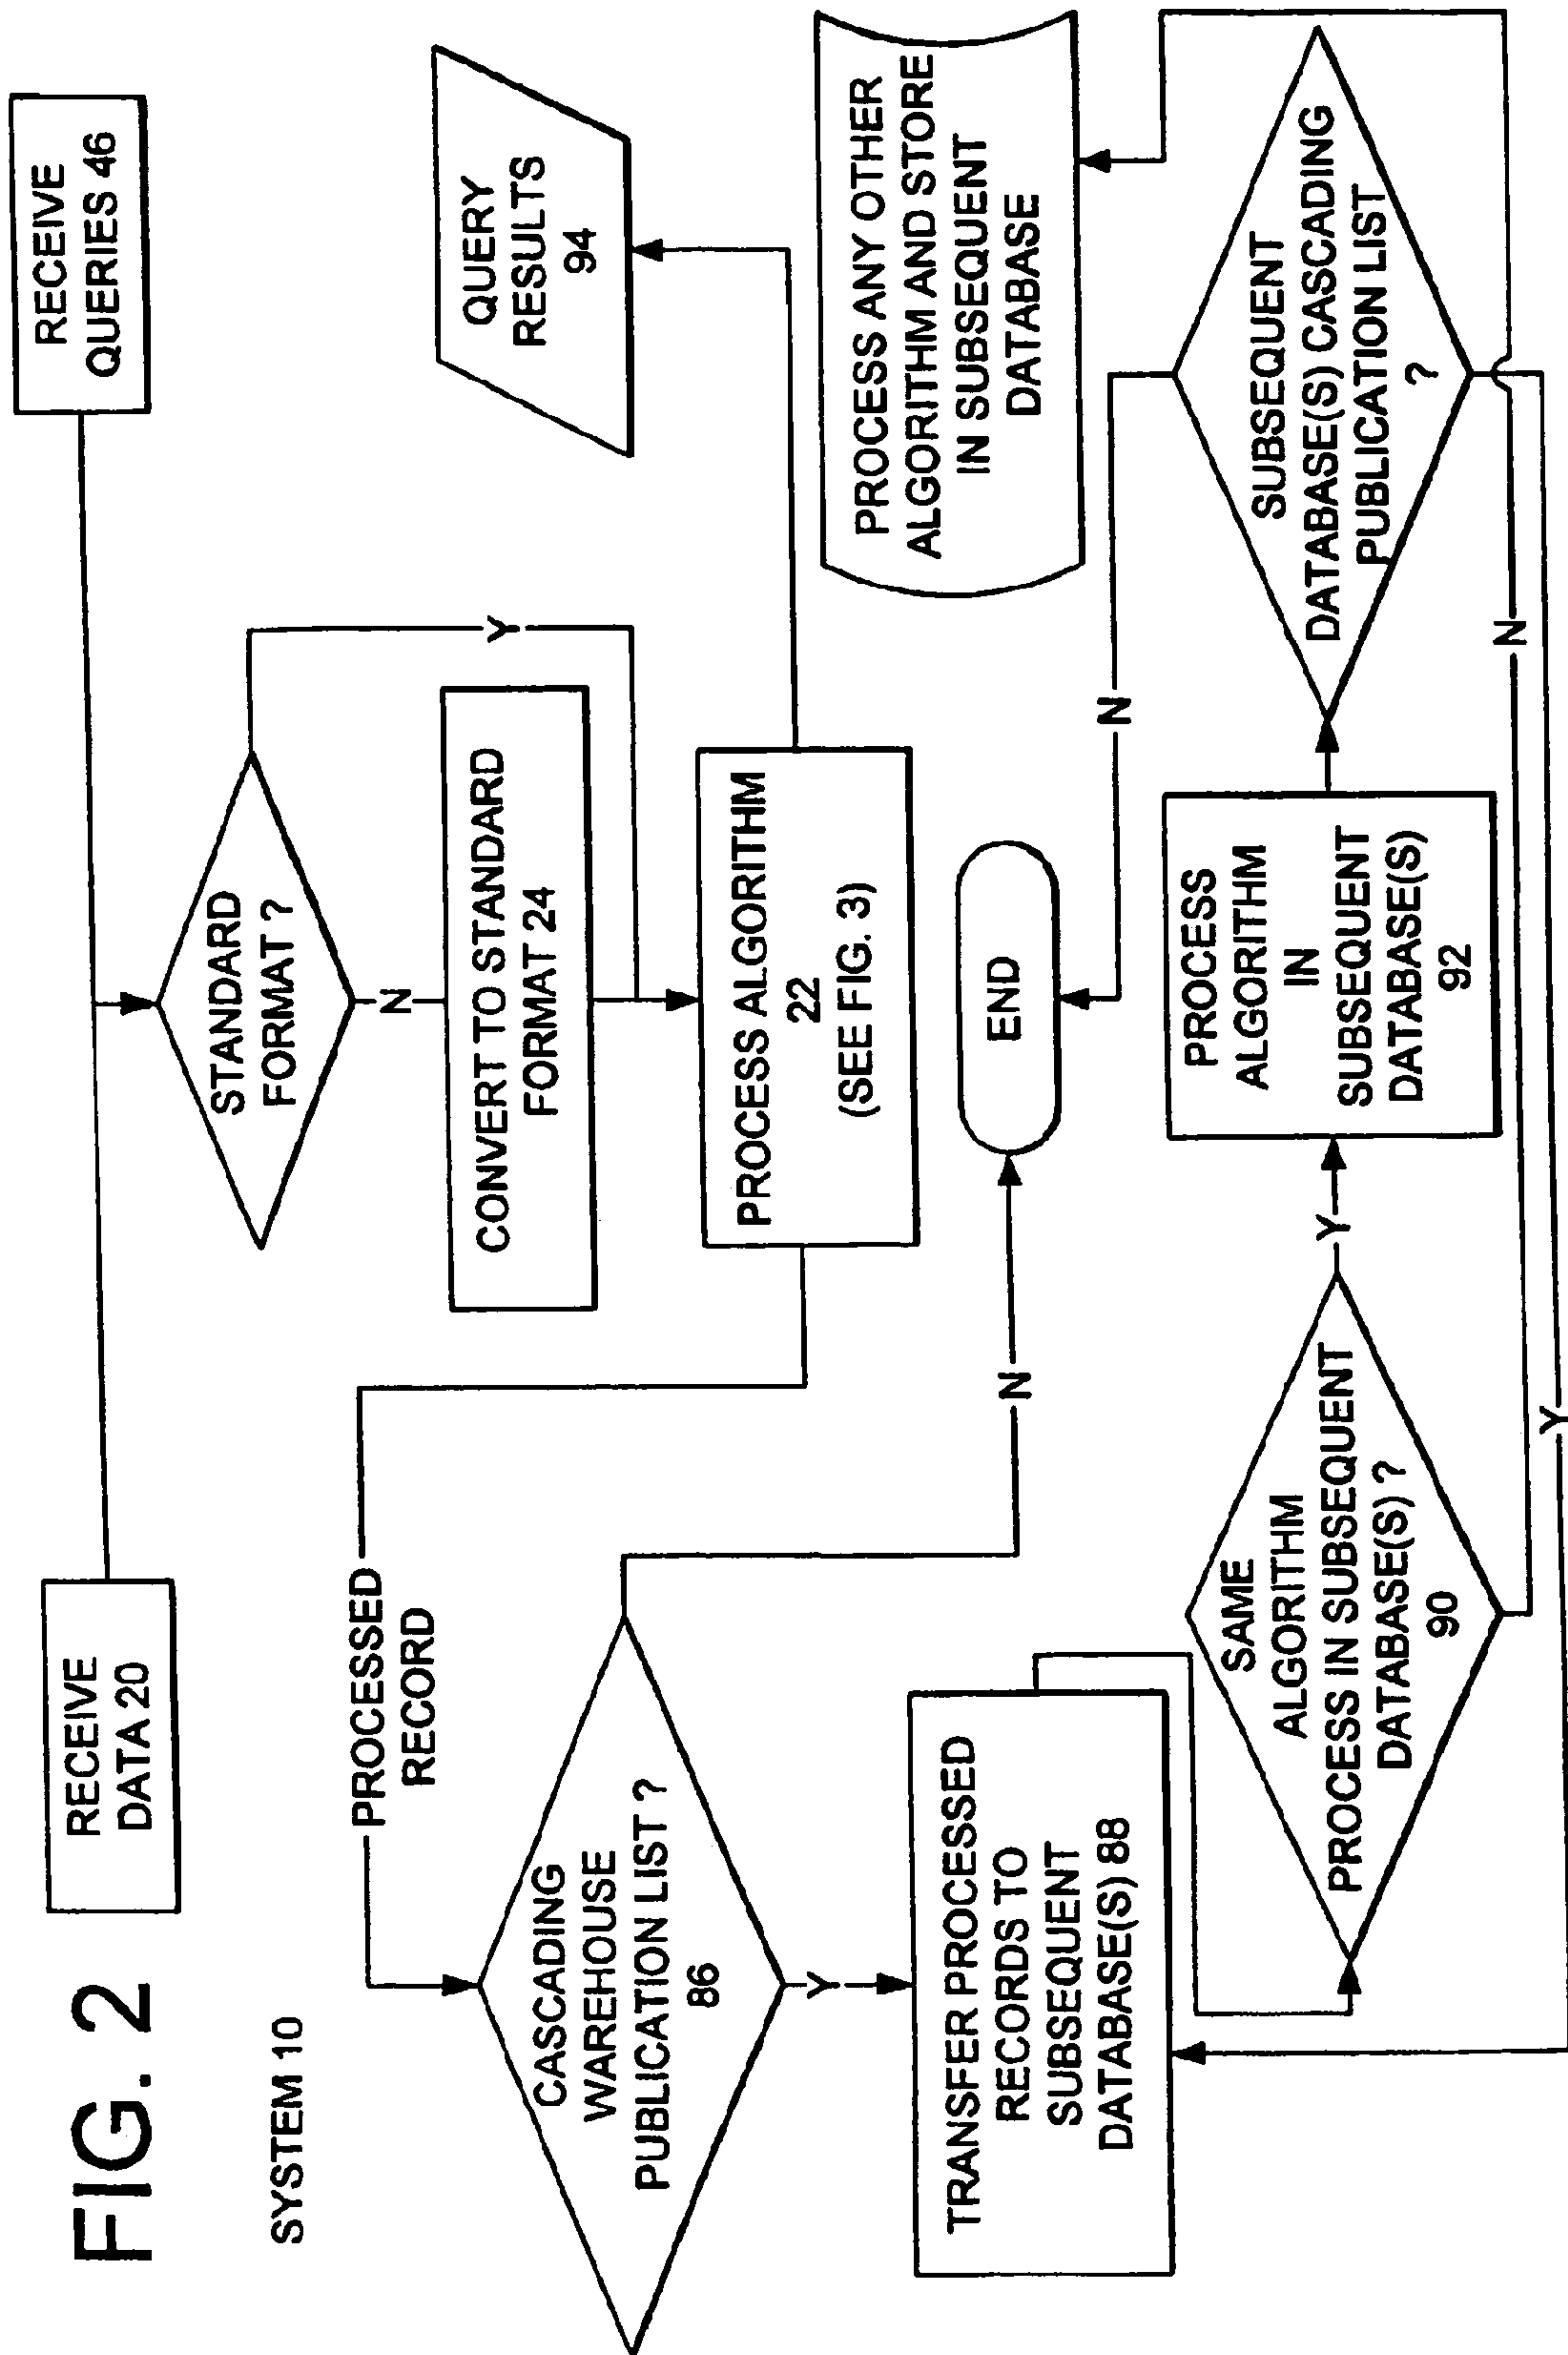 FIG. 2
SYSTEM 10
RECEIVE
DATA 20
RECEIVE
QUERIES 46
STANDARD
FORMAT ?
Y
N
CONVERT TO STANDARD
FORMAT 24
PROCESS ALGORITHM
22
(SEE FIG. 3)
QUERY
RESULTS
94
PROCESSED
RECORD
CASCADING
WAREHOUSE
PUBLICATION LIST ?
86
N
Y
END
TRANSFER PROCESSED
RECORDS TO
SUBSEQUENT
DATABASE(S) 88
SAME
ALGORITHM
PROCESS IN SUBSEQUENT
DATABASE(S) ?
90
Y
N
PROCESS
ALGORITHM
IN
SUBSEQUENT
DATABASE(S)
92
SUBSEQUENT
DATABASE(S) CASCADING
PUBLICATION LIST
?
N
Y
PROCESS ANY OTHER
ALGORITHM AND STORE
IN SUBSEQUENT
DATABASE